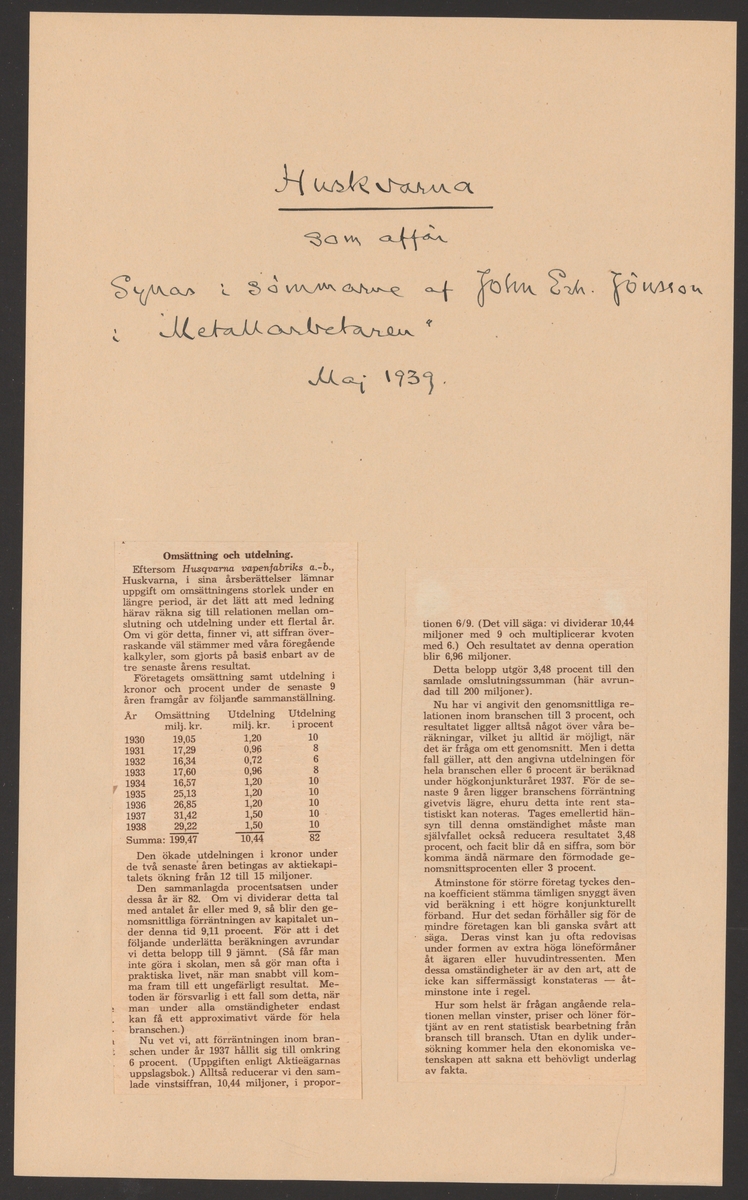 Huskvarna
som affär
Synas i sömmarne af John Erh. Jönsson
i "Metallarbetaren"
Maj 1939.
Omsättning och utdelning.
Eftersom Husqvarna vapenfabriks a.-b.,
Huskvarna, i sina årsberättelser lämnar
uppgift om omsättningens storlek under en
längre period, är det lätt att med ledning
härav räkna sig till relationen mellan om-
slutning och utdelning under ett flertal år.
Om vi gör detta, finner vi, att siffran över-
raskande väl stämmer med våra föregående
kalkyler, som gjorts på basis enbart av de
tre senaste årens resultat.
Företagets omsättning samt utdelning i
kronor och procent under de senaste 9
åren framgår av följande sammanställning.
År Omsättning Utdelning Utdelning
milj. kr. milj. kr. i procent
1930 19,05 1,20 10
1931 17,29 0,96 8
1932 16,34 0,72 6
1933 17,60 0,96 8
1934 16,57 1,20 10
1935 25,13 1,20 10
1936 26,85 1,20 10
1937 31,42 1,50 10
1938 29,22 1,50 10
Summa: 199,47 10,44 82
Den ökade utdelningen i kronor under
de två senaste åren betingas av aktiekapi-
talets ökning från 12 till 15 miljoner.
Den sammanlagda procentsatsen under
dessa år är 82. Om vi dividerar detta tal
med antalet år eller med 9, så blir den ge-
nomsnittliga förräntningen av kapitalet un-
der denna tid 9,11 procent. För att i det
följande underlätta beräkningen avrundar
vi detta belopp till 9 jämnt. (Så får man
inte göra i skolan, men så gör man ofta i
praktiska livet, när man snabbt vill kom-
ma fram till ett ungefärligt resultat. Me-
toden är försvarlig i ett fall som detta, när
man under alla omständigheter endast
kan få ett approximativt värde för hela
branschen.)
Nu vet vi, att förräntningen inom bran-
schen under år 1937 hållit sig till omkring
6 procent. (Uppgiften enligt Aktieägarnas
uppslagsbok.) Alltså reducerar vi den sam-
lade vinstsiffran, 10,44 miljoner, i propor-
tionen 6/9. (Det vill säga: vi dividerar 10,44
miljoner med 9 och multiplicerar kvoten
med 6.) Och resultatet av denna operation
blir 6,96 miljoner.
Detta belopp utgör 3,48 procent till den
samlade omslutningssumman (här avrun-
dad till 200 miljoner).
Nu har vi angivit den genomsnittliga re-
lationen inom branschen till 3 procent, och
resultatet ligger alltså något över våra be-
räkningar, vilket ju alltid är möjligt, när
det är fråga om ett genomsnitt. Men i detta
fall gäller, att den angivna utdelningen för
hela branschen eller 6 procent är beräknad
under högkonjunkturåret 1937. För de se-
naste 9 åren ligger branschens förräntning
givetvis lägre, ehuru detta inte rent sta-
tistiskt kan noteras. Tages emellertid hän-
syn till denna omständighet måste man
självfallet också reducera resultatet 3,48
procent, och facit blir då en siffra, som bör
komma ändå närmare den förmodade ge-
nomsnittsprocenten eller 3 procent.
Åtminstone för större företag tyckes den-
na koefficient stämma tämligen snyggt även
vid beräkning i ett högre konjunkturellt
förband. Hur det sedan förhåller sig för de
mindre företagen kan bli ganska svårt att
säga. Deras vinst kan ju ofta redovisas
under formen av extra höga löneförmåner
åt ägaren eller huvudintressenten. Men
dessa omständigheter är av den art, att de
icke kan siffermässigt konstateras — åt-
minstone inte i regel.
Hur som helst är frågan angående rela-
tionen mellan vinster, priser och löner för-
tjänt av en rent statistisk bearbetning från
bransch till bransch. Utan en dylik under-
sökning kommer hela den ekonomiska ve-
tenskapen att sakna ett behövligt underlag
av fakta.